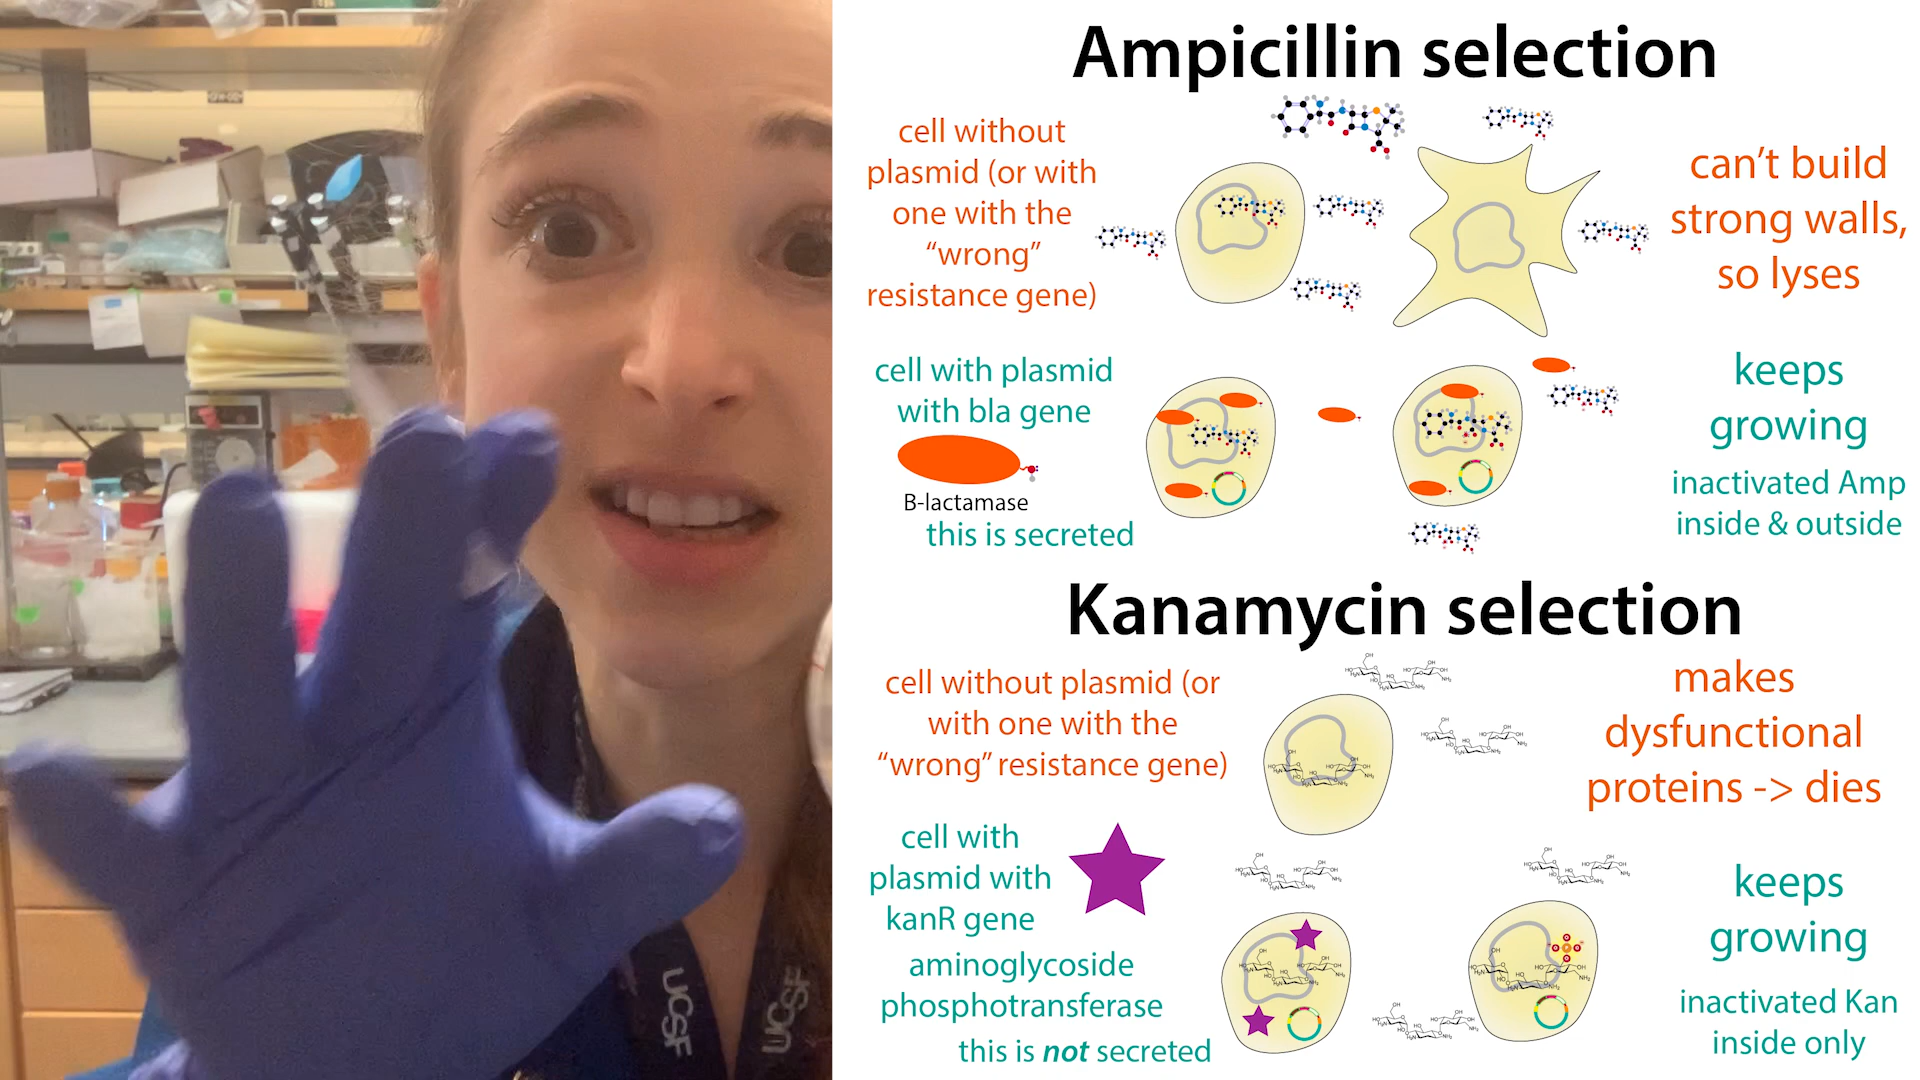 Ampicillin selection
cell without
plasmid (or with
one with the
“wrong”
resistance gene)
can’t build
strong walls,
so lyses
cell with plasmid
with bla gene
B-lactamase
this is secreted
keeps
growing
inactivated Amp
inside & outside
Kanamycin selection
cell without plasmid (or
with one with the
“wrong” resistance gene)
makes
dysfunctional
proteins -> dies
cell with
plasmid with
kanR gene
aminoglycoside
phosphotransferase
this is not secreted
keeps
growing
inactivated Kan
inside only
UCSF
UCSF